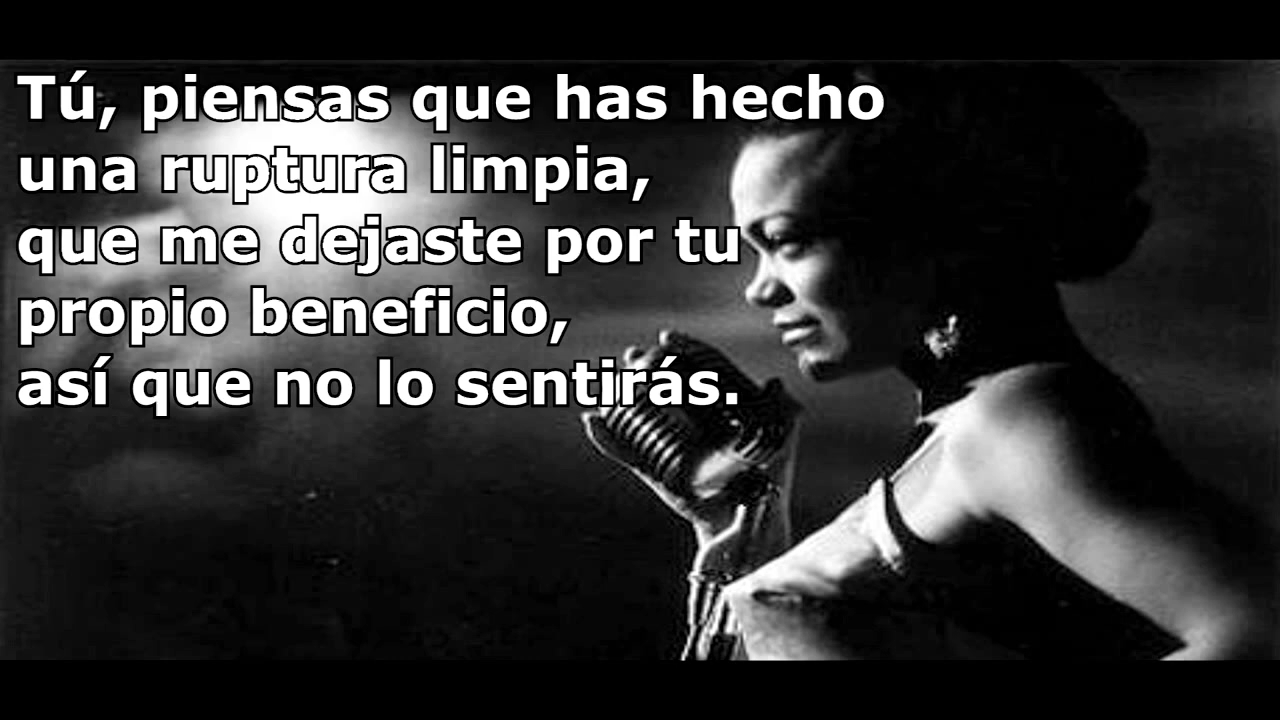 Tú, piensas que has hecho
una ruptura limpia,
que me dejaste por tu
propio beneficio,
así que no lo sentirás.